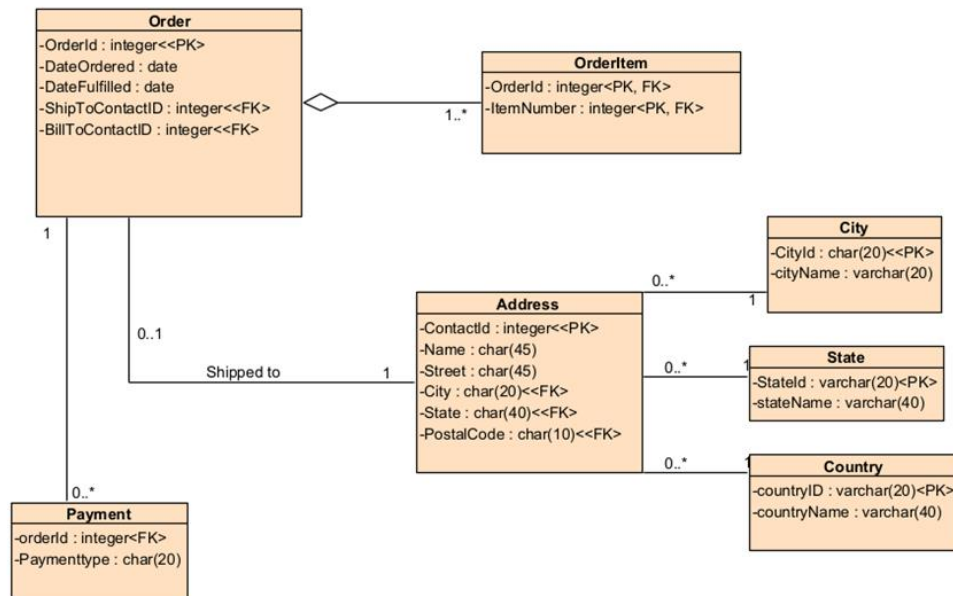 Order
-OrderId : integer<<PK>
-DateOrdered : date
-DateFulfilled : date
-ShipToContactID : integer<<FK>
-BillToContactID : integer<<FK>
OrderItem
-OrderId : integer<PK, FK>
-ItemNumber : integer<PK, FK>
1..*
1
0..1
Shipped to
1
City
-CityId : char(20)<<PK>
-cityName : varchar(20)
0..*
1
Address
-ContactId : integer<<PK>
-Name : char(45)
-Street : char(45)
-City : char(20)<<FK>
-State : char(40)<<FK>
-PostalCode : char(10)<<FK>
0..*
1
State
-StateId : varchar(20)<PK>
-stateName : varchar(40)
0..*
1
Country
-countryID : varchar(20)<PK>
-countryName : varchar(40)
0..*
Payment
-orderId : integer<FK>
-Paymenttype : char(20)